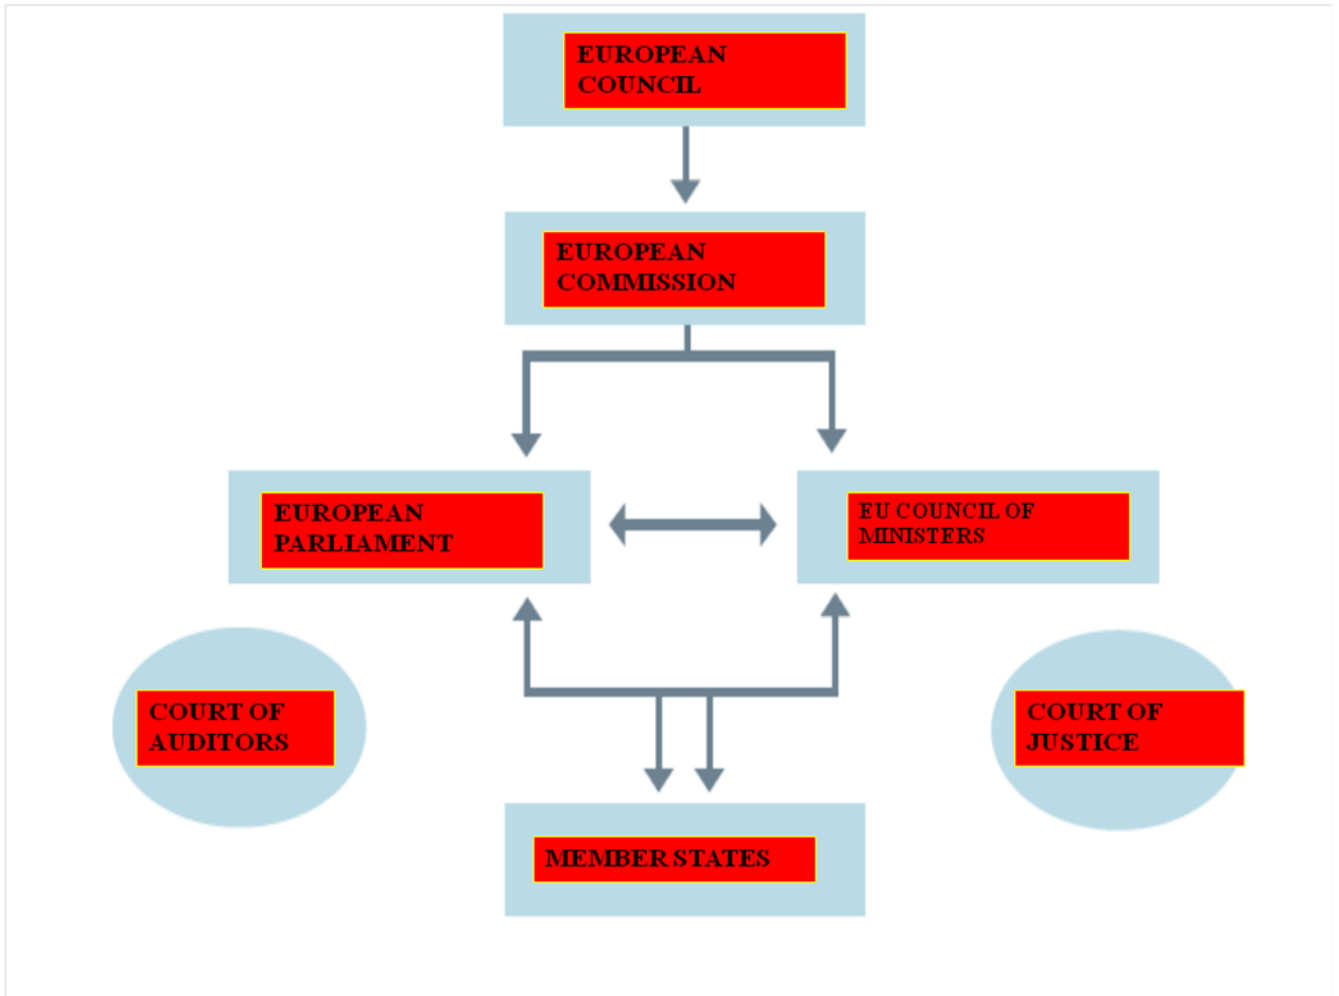 EUROPEAN
COUNCIL
EUROPEAN
COMMISSION
EUROPEAN
PARLIAMENT
EU COUNCIL OF
MINISTERS
COURT OF
AUDITORS
COURT OF
JUSTICE
MEMBER STATES